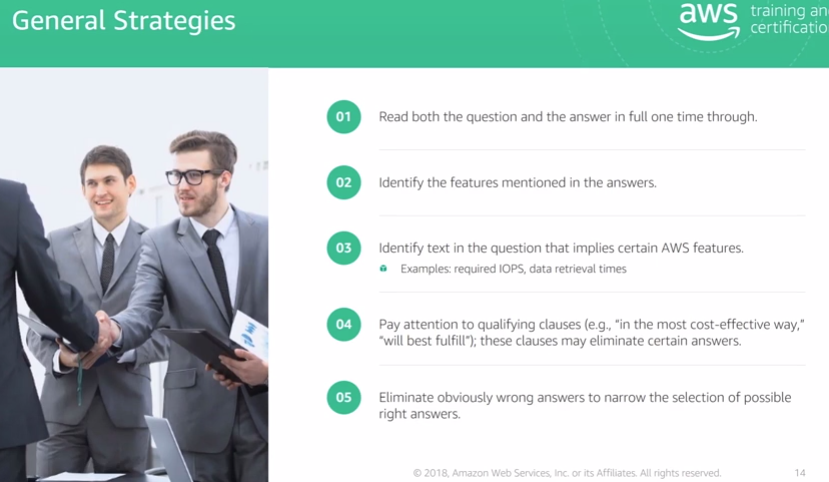 General Strategies
aws training an
certificatio
01 Read both the question and the answer in full one time through.
02 Identify the features mentioned in the answers.
03 Identify text in the question that implies certain AWS features.
Examples: required IOPS, data retrieval times
04 Pay attention to qualifying clauses (e.g., “in the most cost-effective way,”
“will best fulfill”); these clauses may eliminate certain answers.
05 Eliminate obviously wrong answers to narrow the selection of possible
right answers.
© 2018, Amazon Web Services, Inc. or its Affiliates. All rights reserved. 14